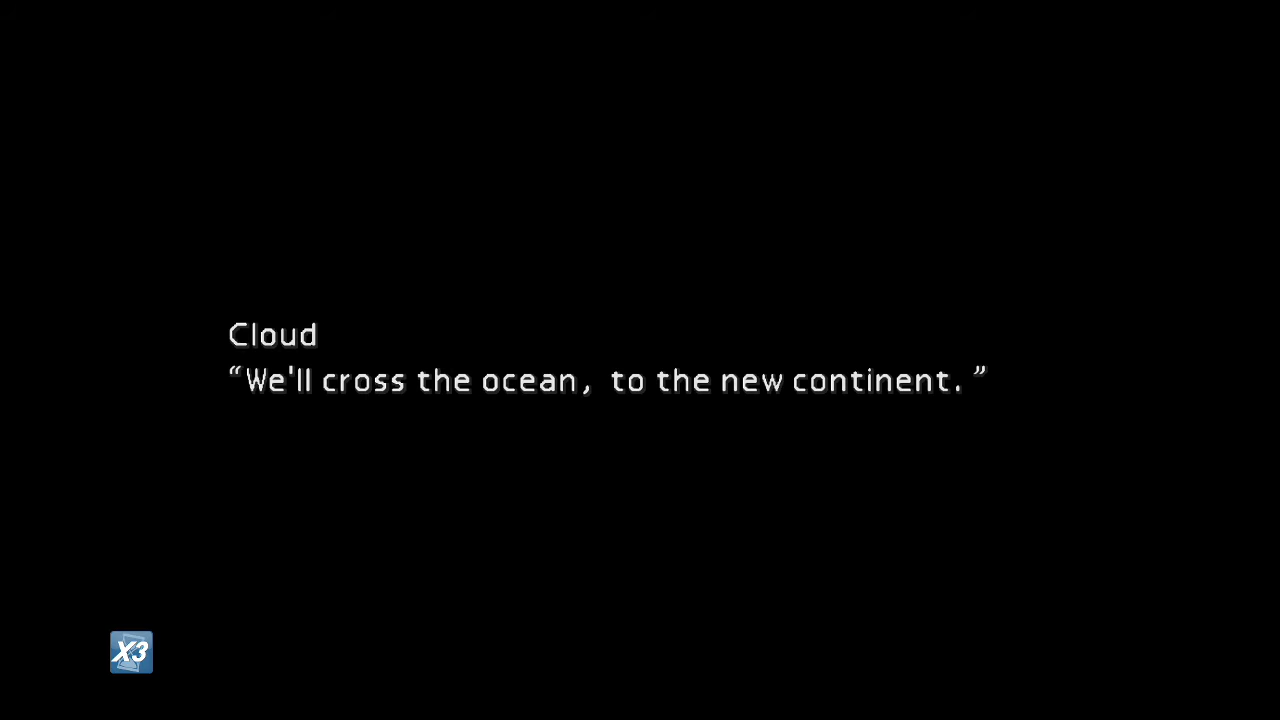 Cloud
“We'll cross the ocean, to the new continent.”
X3